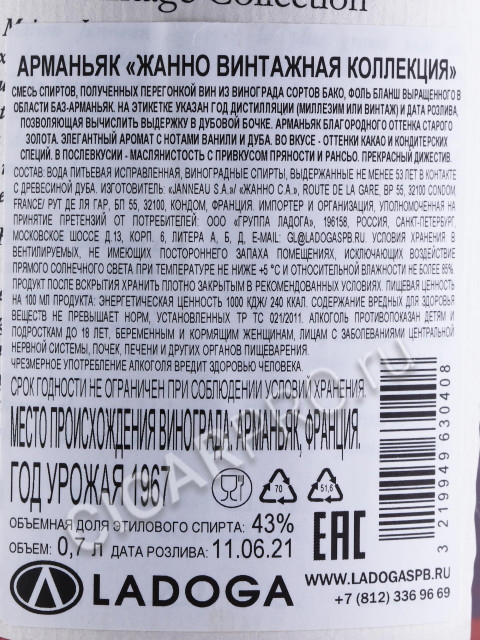 Collection
АРМАНЬЯК «ЖАННО ВИНТАЖНАЯ КОЛЛЕКЦИЯ»
СМЕСЬ СПИРТОВ, ПОЛУЧЕННЫХ ПЕРЕГОНКОЙ ВИН ИЗ ВИНОГРАДА СОРТОВ БАКО, ФОЛЬ БЛАНШ ВЫРАЩЕННОГО В
ОБЛАСТИ БАЗ-АРМАНЬЯК. НА ЭТИКЕТКЕ УКАЗАН ГОД ДИСТИЛЛЯЦИИ (МИЛЛЕЗИМ ИЛИ ВИНТАЖ) И ДАТА РОЗЛИВА,
ПОЗВОЛЯЮЩАЯ ВЫЧИСЛИТЬ ВЫДЕРЖКУ В ДУБОВОЙ БОЧКЕ. АРМАНЬЯК БЛАГОРОДНОГО ОТТЕНКА СТАРОГО
ЗОЛОТА. ЭЛЕГАНТНЫЙ АРОМАТ С НОТАМИ ВАНИЛИ И ДУБА. ВО ВКУСЕ - ОТТЕНКИ КАКАО И КОНДИТЕРСКИХ
СПЕЦИЙ. В ПОСЛЕВКУСИИ - МАСЛЯНИСТОСТЬ С ПРИВКУСОМ ПРЯНОСТИ И РАНСЬО. ПРЕКРАСНЫЙ ДИЖЕСТИВ.
СОСТАВ: ВОДА ПИТЬЕВАЯ ИСПРАВЛЕННАЯ, ВИНОГРАДНЫЕ СПИРТЫ, ВЫДЕРЖАННЫЕ НЕ МЕНЕЕ 53 ЛЕТ В КОНТАКТЕ
С ДРЕВЕСИНОЙ ДУБА. ИЗГОТОВИТЕЛЬ: «JANNEAU S.A.»/ «ЖАННО С.А.», ROUTE DE LA GARE, BP 55, 32100 CONDOM,
FRANCE/ РУТ ДЕ ЛЯ ГАР, БП 55, 32100, КОНДОМ, ФРАНЦИЯ. ИМПОРТЕР И ОРГАНИЗАЦИЯ, УПОЛНОМОЧЕННАЯ НА
ПРИНЯТИЕ ПРЕТЕНЗИЙ ОТ ПОТРЕБИТЕЛЕЙ: ООО «ГРУППА ЛАДОГА», 196158, РОССИЯ, САНКТ-ПЕТЕРБУРГ,
МОСКОВСКОЕ ШОССЕ Д.13, КОРП. 6, ЛИТЕРА А, Б, Д, E-MAIL: GL@LADOGASPB.RU. УСЛОВИЯ ХРАНЕНИЯ В
ВЕНТИЛИРУЕМЫХ, НЕ ИМЕЮЩИХ ПОСТОРОННЕГО ЗАПАХА ПОМЕЩЕНИЯХ, ИСКЛЮЧАЮЩИХ ВОЗДЕЙСТВИЕ
ПРЯМОГО СОЛНЕЧНОГО СВЕТА ПРИ ТЕМПЕРАТУРЕ НЕ НИЖЕ +5 °С И ОТНОСИТЕЛЬНОЙ ВЛАЖНОСТИ НЕ БОЛЕЕ 85%.
ПРОДУКТ ПОСЛЕ ВСКРЫТИЯ ХРАНИТЬ ПЛОТНО ЗАКРЫТЫМ В РЕКОМЕНДОВАННЫХ УСЛОВИЯХ. ПИЩЕВАЯ ЦЕННОСТЬ
НА 100 МЛ ПРОДУКТА: ЭНЕРГЕТИЧЕСКАЯ ЦЕННОСТЬ 1000 КДЖ/ 240 ККАЛ. СОДЕРЖАНИЕ ВРЕДНЫХ ДЛЯ ЗДОРОВЬЯ
ВЕЩЕСТВ НЕ ПРЕВЫШАЕТ НОРМ, УСТАНОВЛЕННЫХ ТР ТС 021/2011. АЛКОГОЛЬ ПРОТИВОПОКАЗАН ДЕТЯМ И
ПОДРОСТКАМ ДО 18 ЛЕТ, БЕРЕМЕННЫМ И КОРМЯЩИМ ЖЕНЩИНАМ, ЛИЦАМ С ЗАБОЛЕВАНИЯМИ ЦЕНТРАЛЬНОЙ
НЕРВНОЙ СИСТЕМЫ, ПОЧЕК, ПЕЧЕНИ И ДРУГИХ ОРГАНОВ ПИЩЕВАРЕНИЯ.
ЧРЕЗМЕРНОЕ УПОТРЕБЛЕНИЕ АЛКОГОЛЯ ВРЕДИТ ЗДОРОВЬЮ ЧЕЛОВЕКА.
СРОК ГОДНОСТИ НЕ ОГРАНИЧЕН ПРИ СОБЛЮДЕНИИ УСЛОВИЙ ХРАНЕНИЯ.
МЕСТО ПРОИСХОЖДЕНИЯ ВИНОГРАДА: АРМАНЬЯК, ФРАНЦИЯ.
ГОД УРОЖАЯ 1967
70
51,6
ОБЪЕМНАЯ ДОЛЯ ЭТИЛОВОГО СПИРТА: 43%
ОБЪЕМ: 0,7 Л ДАТА РОЗЛИВА: 11.06.21
EAC
3 219949 630408
LADOGA
WWW.LADOGASPB.RU
+7 (812) 336 96 69
CIGARPRO.ru